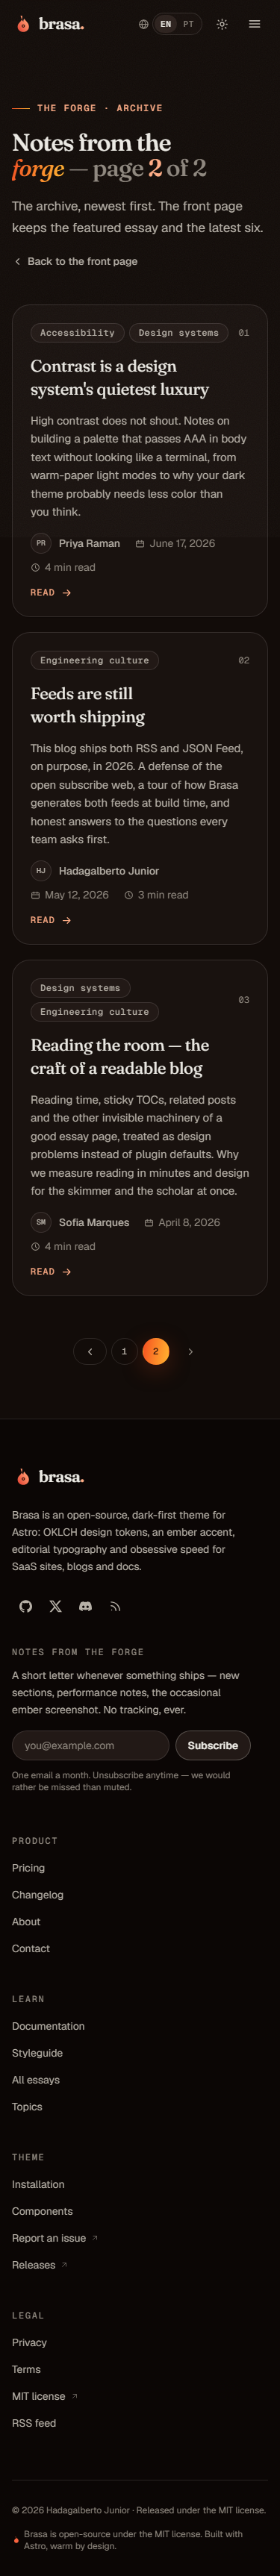 brasa.
EN PT
THE FORGE · ARCHIVE
Notes from the
forge — page 2 of 2
The archive, newest first. The front page
keeps the featured essay and the latest six.
Back to the front page
Accessibility Design systems 01
Contrast is a design
system's quietest luxury
High contrast does not shout. Notes on
building a palette that passes AAA in body
text without looking like a terminal, from
warm-paper light modes to why your dark
theme probably needs less color than
you think.
PR Priya Raman June 17, 2026
4 min read
READ →
Engineering culture 02
Feeds are still
worth shipping
This blog ships both RSS and JSON Feed,
on purpose, in 2026. A defense of the
open subscribe web, a tour of how Brasa
generates both feeds at build time, and
honest answers to the questions every
team asks first.
HJ Hadagalberto Junior
May 12, 2026 3 min read
READ →
Design systems
Engineering culture
03
Reading the room — the
craft of a readable blog
Reading time, sticky TOCs, related posts
and the other invisible machinery of a
good essay page, treated as design
problems instead of plugin defaults. Why
we measure reading in minutes and design
for the skimmer and the scholar at once.
SM Sofia Marques April 8, 2026
4 min read
READ →
1 2
brasa.
Brasa is an open-source, dark-first theme for
Astro: OKLCH design tokens, an ember accent,
editorial typography and obsessive speed for
SaaS sites, blogs and docs.
NOTES FROM THE FORGE
A short letter whenever something ships — new
sections, performance notes, the occasional
ember screenshot. No tracking, ever.
you@example.com Subscribe
One email a month. Unsubscribe anytime — we would
rather be missed than muted.
PRODUCT
Pricing
Changelog
About
Contact
LEARN
Documentation
Styleguide
All essays
Topics
THEME
Installation
Components
Report an issue ↗
Releases ↗
LEGAL
Privacy
Terms
MIT license ↗
RSS feed
© 2026 Hadagalberto Junior · Released under the MIT license.
Brasa is open-source under the MIT license. Built with
Astro, warm by design.